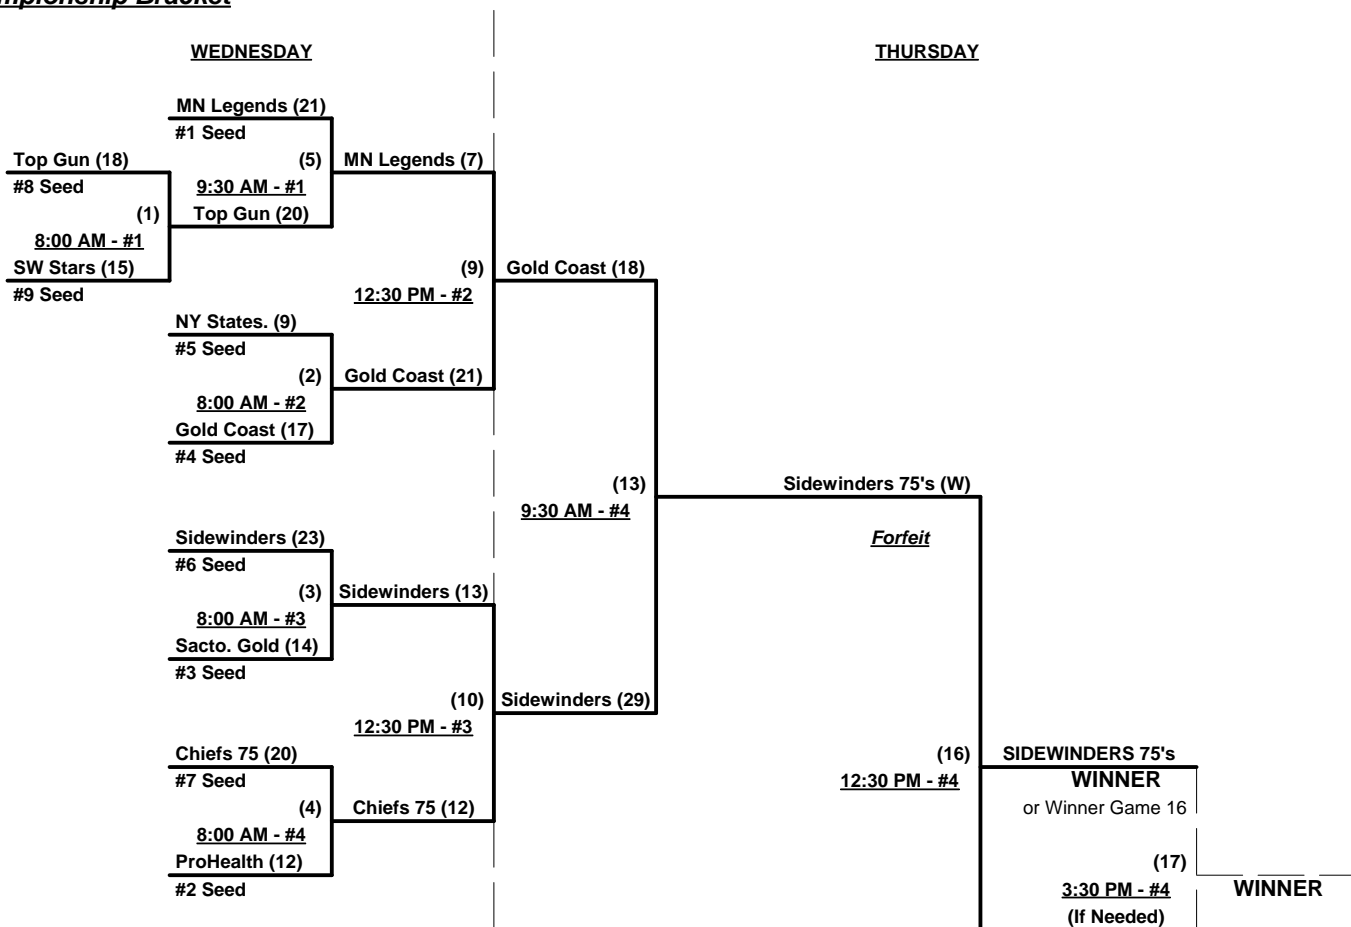 WEDNESDAY
THURSDAY
MN Legends (21)
#1 Seed
Top Gun (18)
(5)
MN Legends (7)
#8 Seed
9:30 AM - #1
(1)
Top Gun (20)
8:00 AM - #1
SW Stars (15)
(9)
Gold Coast (18)
#9 Seed
12:30 PM - #2
NY States. (9)
#5 Seed
(2)
Gold Coast (21)
8:00 AM - #2
Gold Coast (17)
#4 Seed
(13)
Sidewinders 75's (W)
9:30 AM - #4
Sidewinders (23)
Forfeit
#6 Seed
(3)
Sidewinders (13)
8:00 AM - #3
Sacto. Gold (14)
#3 Seed
(10)
Sidewinders (29)
12:30 PM - #3
Chiefs 75 (20)
(16)
SIDEWINDERS 75's
#7 Seed
12:30 PM - #4
WINNER
(4)
Chiefs 75 (12)
or Winner Game 16
8:00 AM - #4
ProHealth (12)
(17)
#2 Seed
3:30 PM - #4
WINNER
(If Needed)